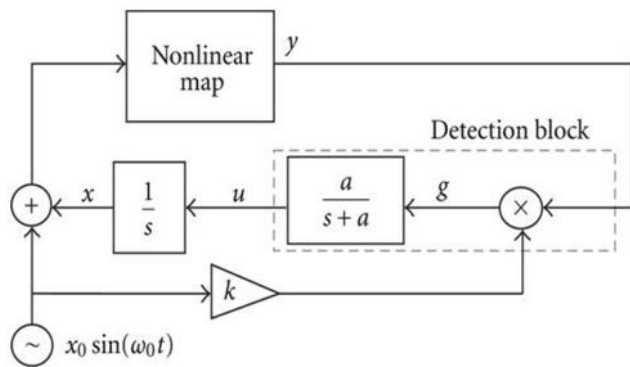 Nonlinear
map
y
Detection block
+
x
1
s
u
a
s + a
g
×
k
~
x₀ sin(ω₀t)